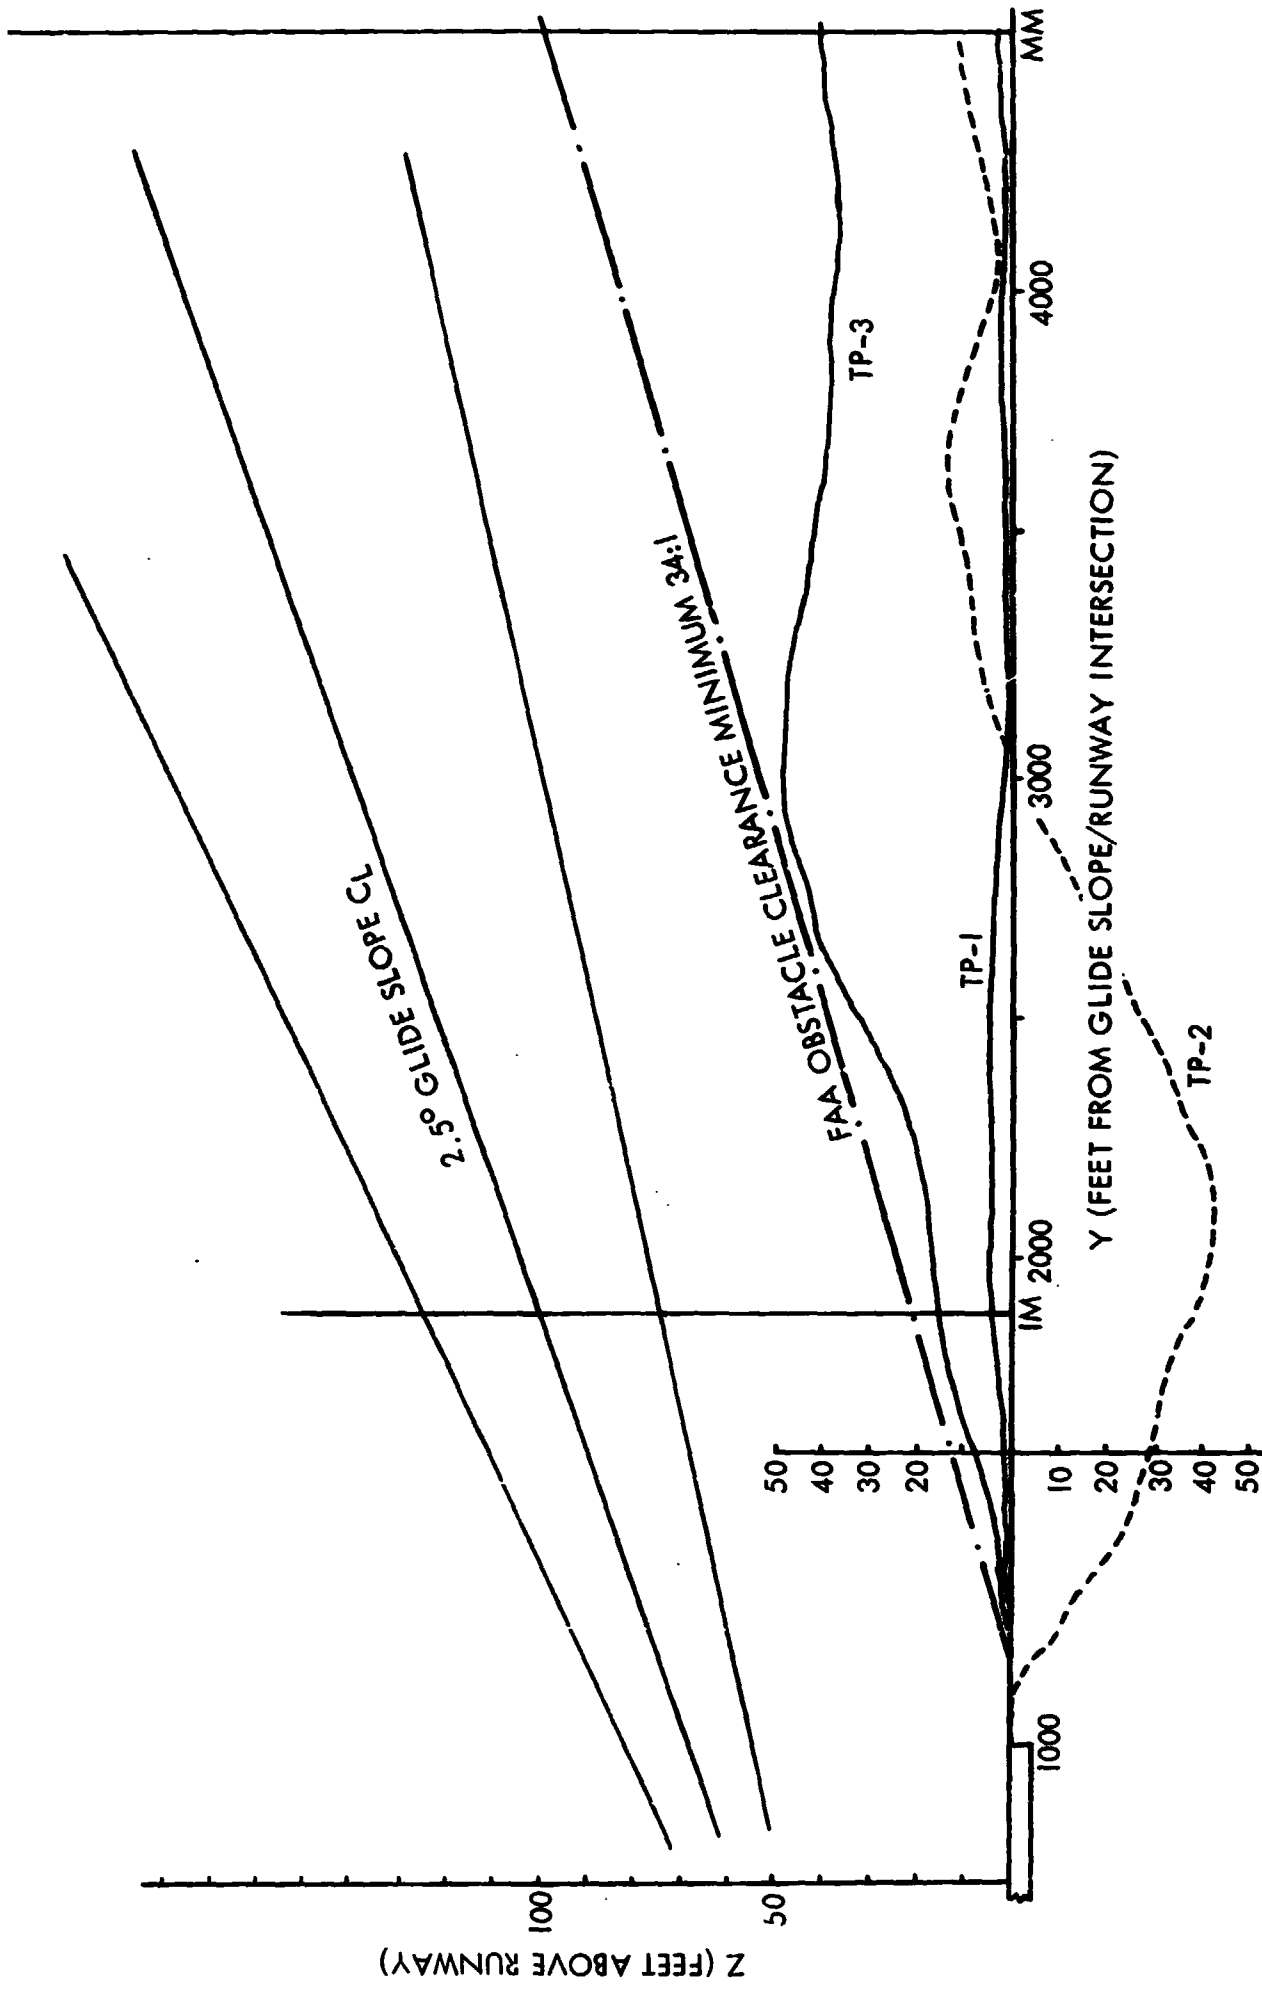 Z (FEET ABOVE RUNWAY)
100
50
2.5° GLIDE SLOPE CL
FAA OBSTACLE CLEARANCE MINIMUM 34:1
TP-3
TP-1
TP-2
50
40
30
20
10
20
30
40
50
1000
IM
2000
3000
4000
MM
Y (FEET FROM GLIDE SLOPE/RUNWAY INTERSECTION)